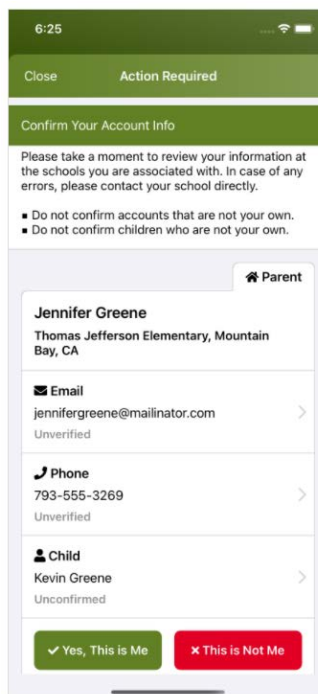 6:25
Close Action Required
Confirm Your Account Info
Please take a moment to review your information at
the schools you are associated with. In case of any
errors, please contact your school directly.
▪ Do not confirm accounts that are not your own.
▪ Do not confirm children who are not your own.
Parent
Jennifer Greene
Thomas Jefferson Elementary, Mountain
Bay, CA
Email
jennifergreene@mailinator.com
Unverified
Phone
793-555-3269
Unverified
Child
Kevin Greene
Unconfirmed
✓ Yes, This is Me
× This is Not Me